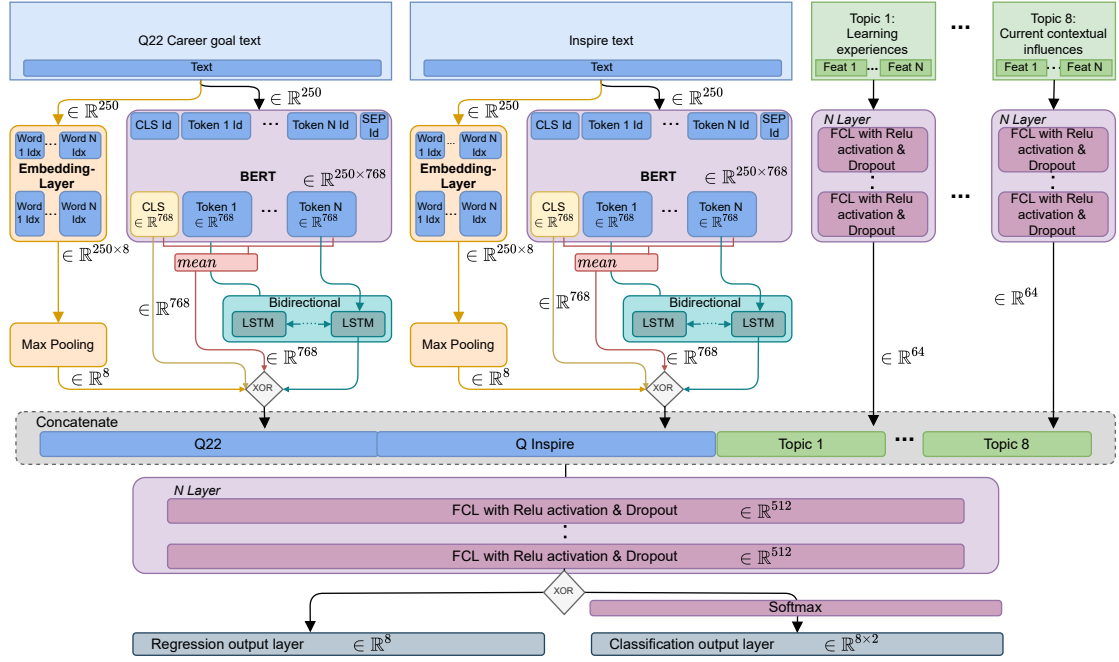 Q22 Career goal text
Text
Inspire text
Text
Topic 1:
Learning
experiences
Feat 1 ... Feat N
...
Topic 8:
Current contextual
influences
Feat 1 ... Feat N
∈ ℝ^250
∈ ℝ^250
∈ ℝ^250
∈ ℝ^250
Word
1 Idx
...
Word N
Idx
Embedding-
Layer
Word
1 Idx
...
Word N
Idx
CLS Id
Token 1 Id
...
Token N Id
SEP
Id
BERT
∈ ℝ^250×768
CLS
∈ ℝ^768
Token 1
∈ ℝ^768
...
Token N
∈ ℝ^768
Word
1 Idx
...
Word N
Idx
Embedding-
Layer
Word
1 Idx
...
Word N
Idx
CLS Id
Token 1 Id
...
Token N Id
SEP
Id
BERT
∈ ℝ^250×768
CLS
∈ ℝ^768
Token 1
∈ ℝ^768
...
Token N
∈ ℝ^768
N Layer
FCL with Relu
activation &
Dropout
⋮
FCL with Relu
activation &
Dropout
...
N Layer
FCL with Relu
activation &
Dropout
⋮
FCL with Relu
activation &
Dropout
∈ ℝ^250×8
mean
∈ ℝ^768
Bidirectional
LSTM
......
LSTM
Max Pooling
∈ ℝ^8
∈ ℝ^768
XOR
∈ ℝ^250×8
mean
∈ ℝ^768
Bidirectional
LSTM
......
LSTM
Max Pooling
∈ ℝ^8
∈ ℝ^768
XOR
∈ ℝ^64
∈ ℝ^64
Concatenate
Q22
Q Inspire
Topic 1
...
Topic 8
N Layer
FCL with Relu activation & Dropout ∈ ℝ^512
⋮
FCL with Relu activation & Dropout ∈ ℝ^512
XOR
Softmax
Regression output layer ∈ ℝ^8
Classification output layer ∈ ℝ^8×2